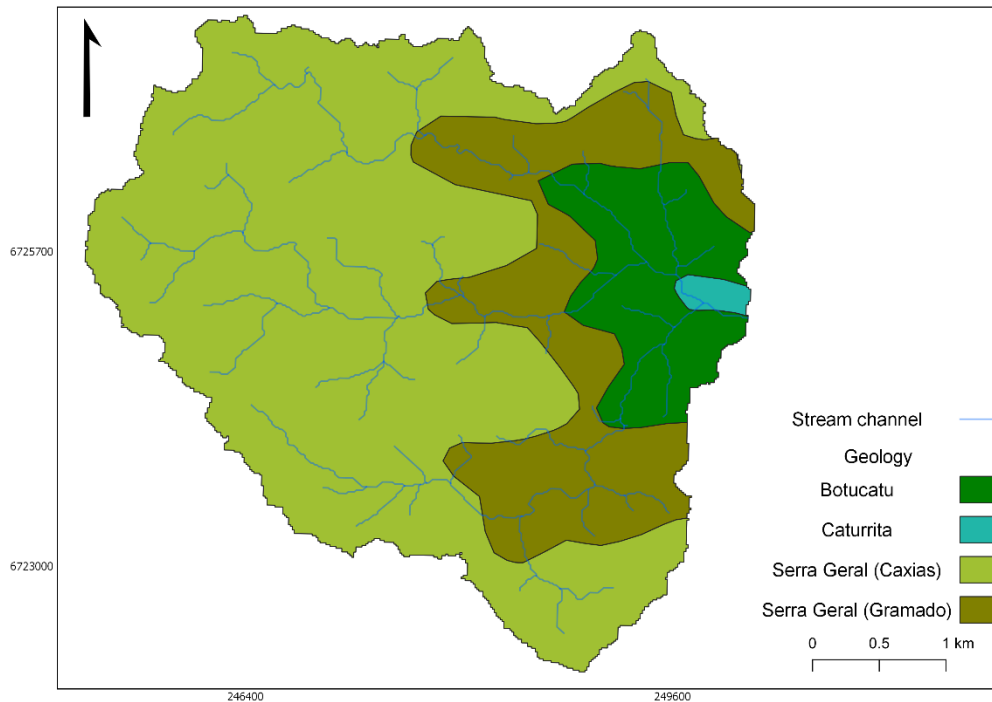 6725700
6723000
246400
249600
Stream channel
Geology
Botucatu
Caturrita
Serra Geral (Caxias)
Serra Geral (Gramado)
0 0.5 1 km